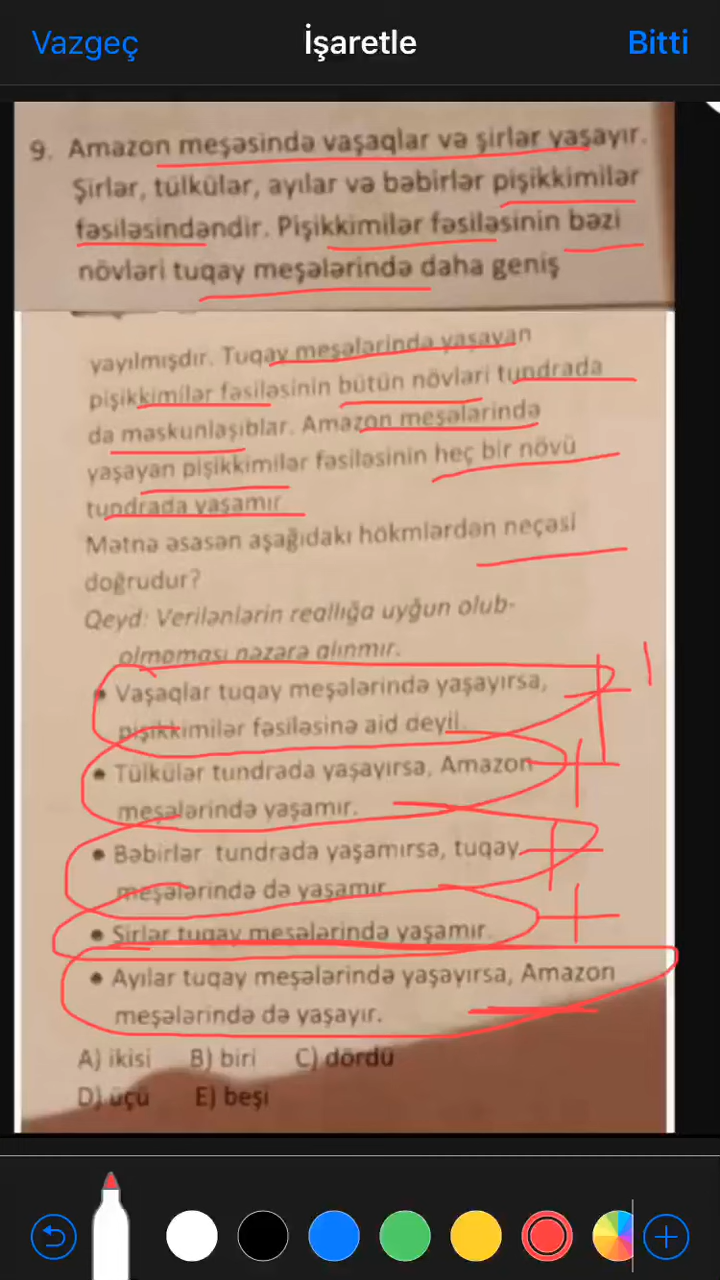 Vazgeç İşaretle Bitti
9. Amazon meşəsində vaşaqlar və şirlər yaşayır.
Şirlər, tülkülər, ayılar və bəbirlər pişikkimilər
fəsiləsindəndir. Pişikkimilər fəsiləsinin bəzi
növləri tuqay meşələrində daha geniş
yayılmışdır. Tuqay meşələrində yaşayan
pişikkimilər fəsiləsinin bütün növləri tundrada
da məskunlaşıblar. Amazon meşələrində
yaşayan pişikkimilər fəsiləsinin heç bir növü
tundrada yaşamır.
Mətnə əsasən aşağıdakı hökmlərdən neçəsi
doğrudur?
Qeyd: Verilənlərin reallığa uyğun olub-
olmaması nəzərə alınmır.
• Vaşaqlar tuqay meşələrində yaşayırsa,
pişikkimilər fəsiləsinə aid deyil.
• Tülkülər tundrada yaşayırsa, Amazon
meşələrində yaşamır.
• Bəbirlər tundrada yaşamırsa, tuqay
meşələrində də yaşamır
• Şirlər tuqay meşələrində yaşamır.
• Ayılar tuqay meşələrində yaşayırsa, Amazon
meşələrində də yaşayır.
A) ikisi B) biri C) dördü
D) üçü E) beşi